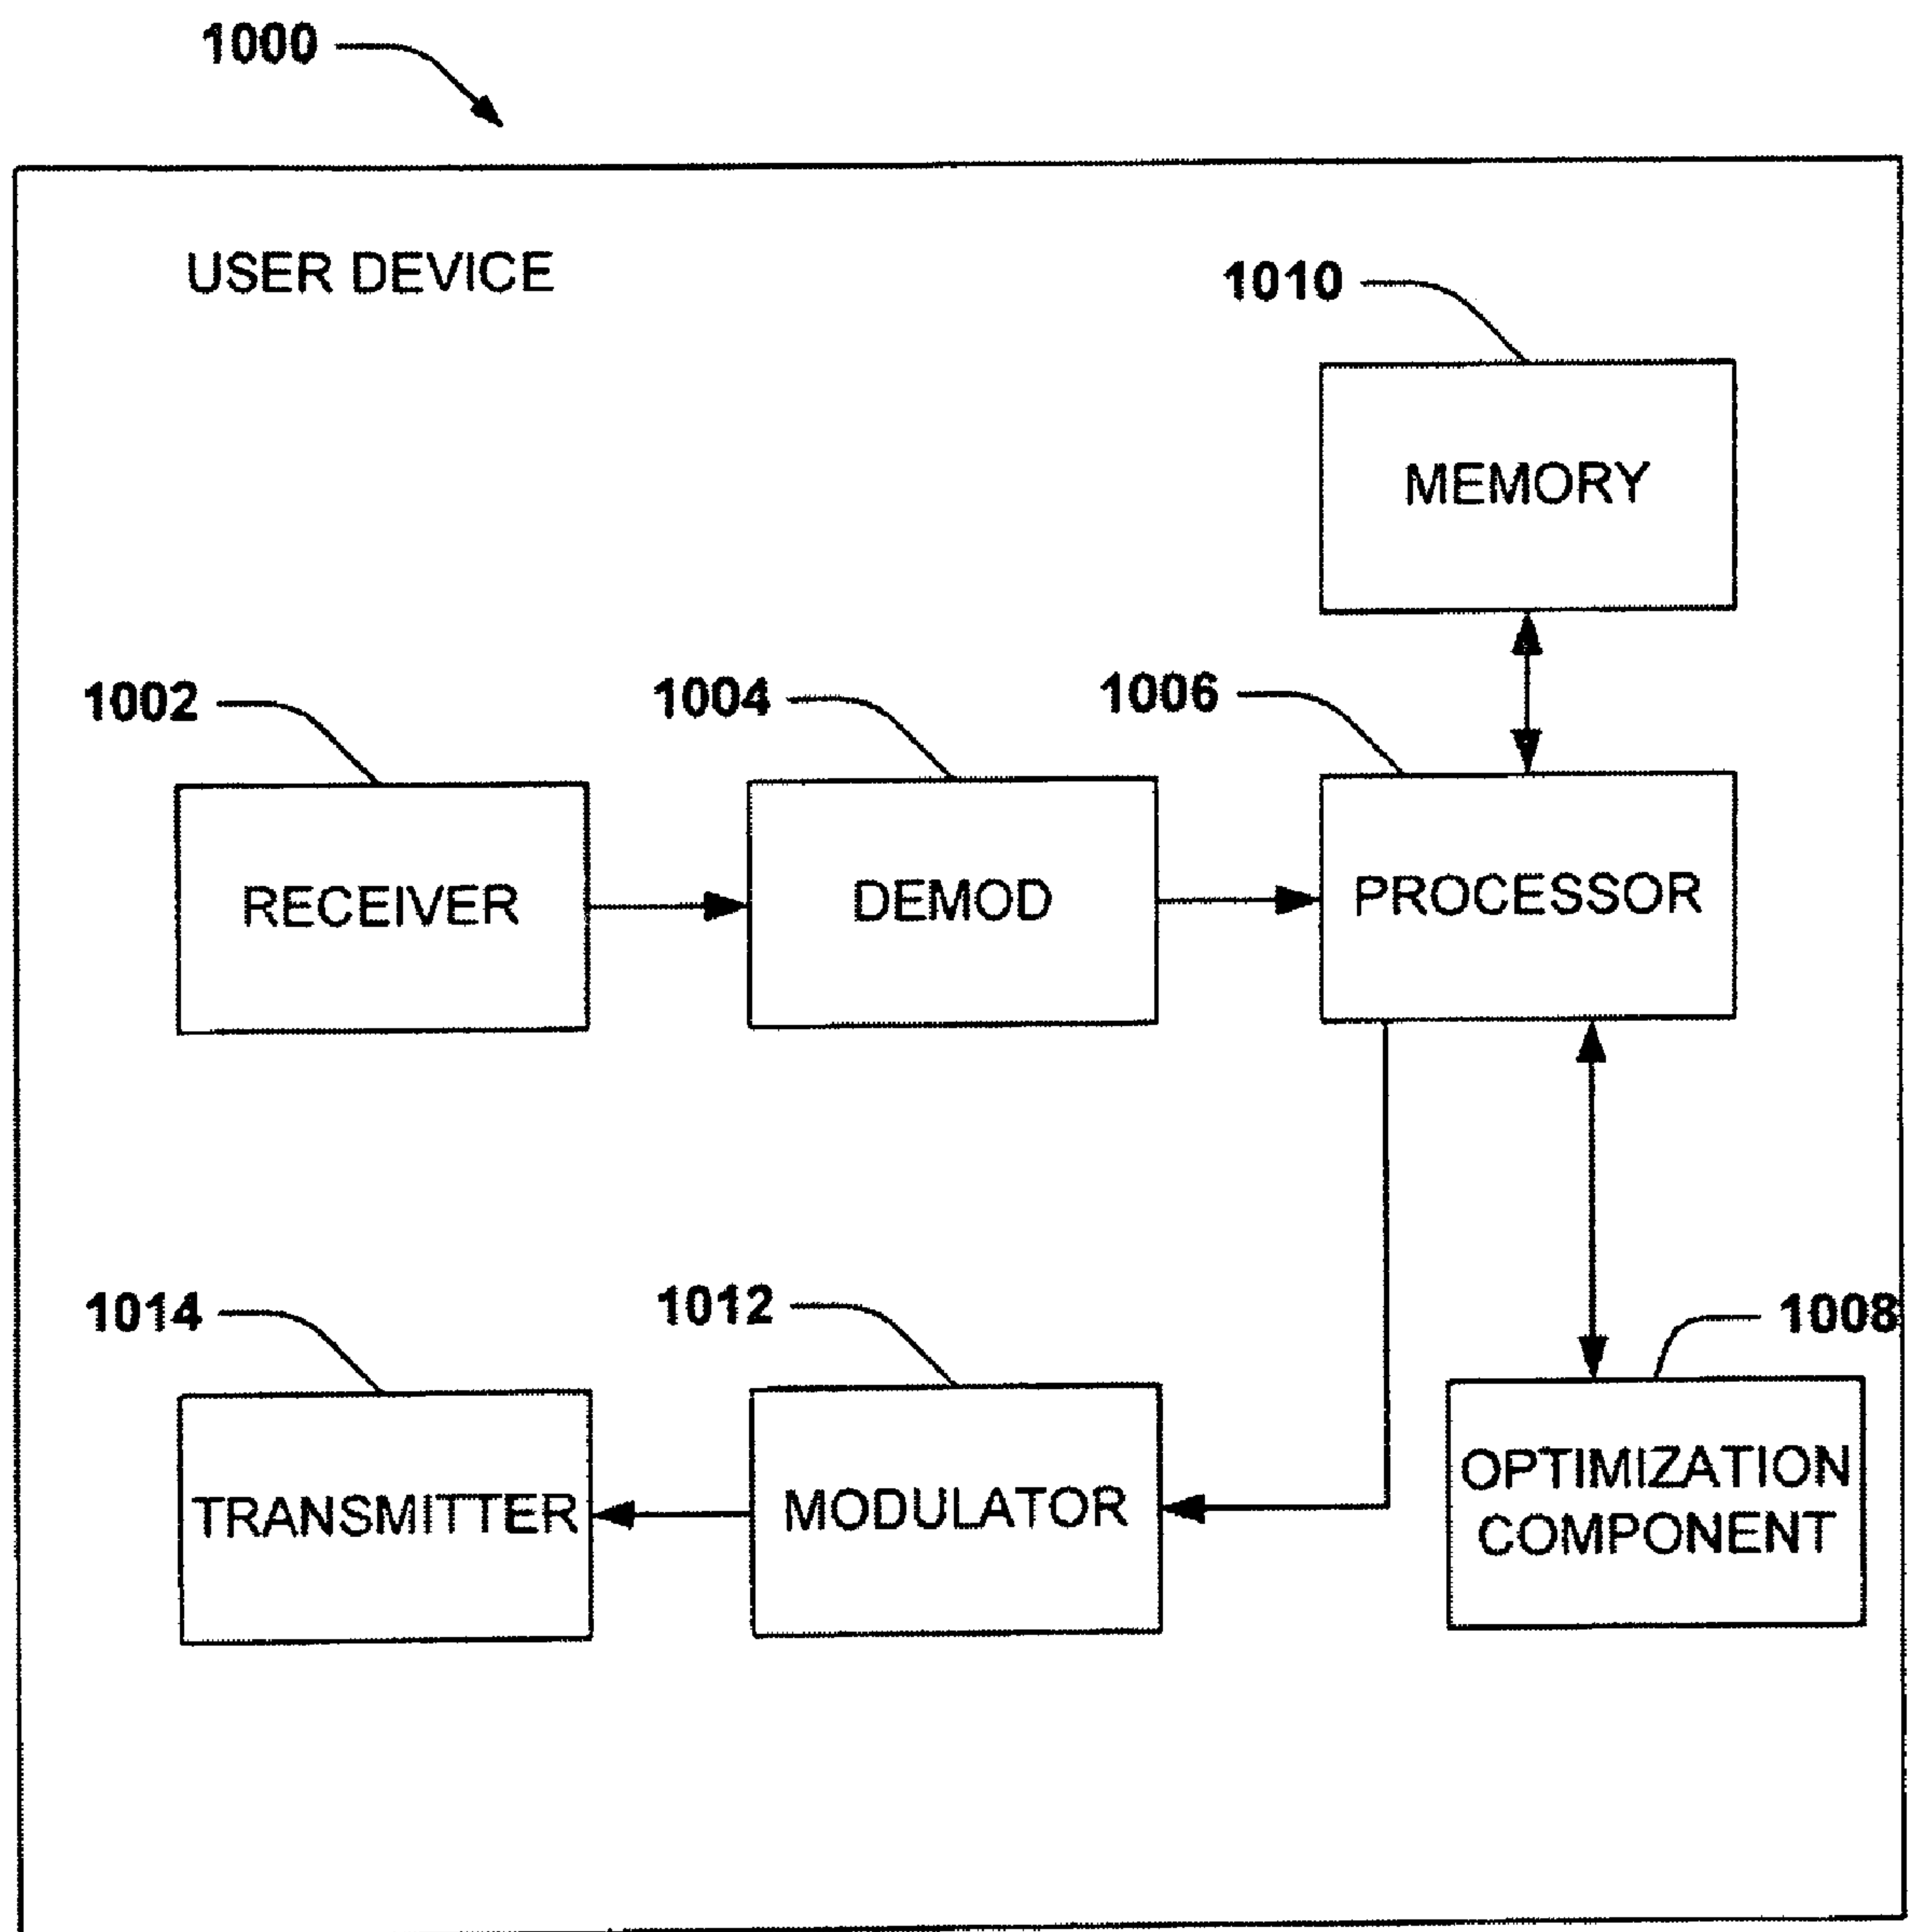 1000
USER DEVICE
1010
MEMORY
1002
1004
1006
RECEIVER
DEMOD
PROCESSOR
1014
1012
1008
TRANSMITTER
MODULATOR
OPTIMIZATION
COMPONENT